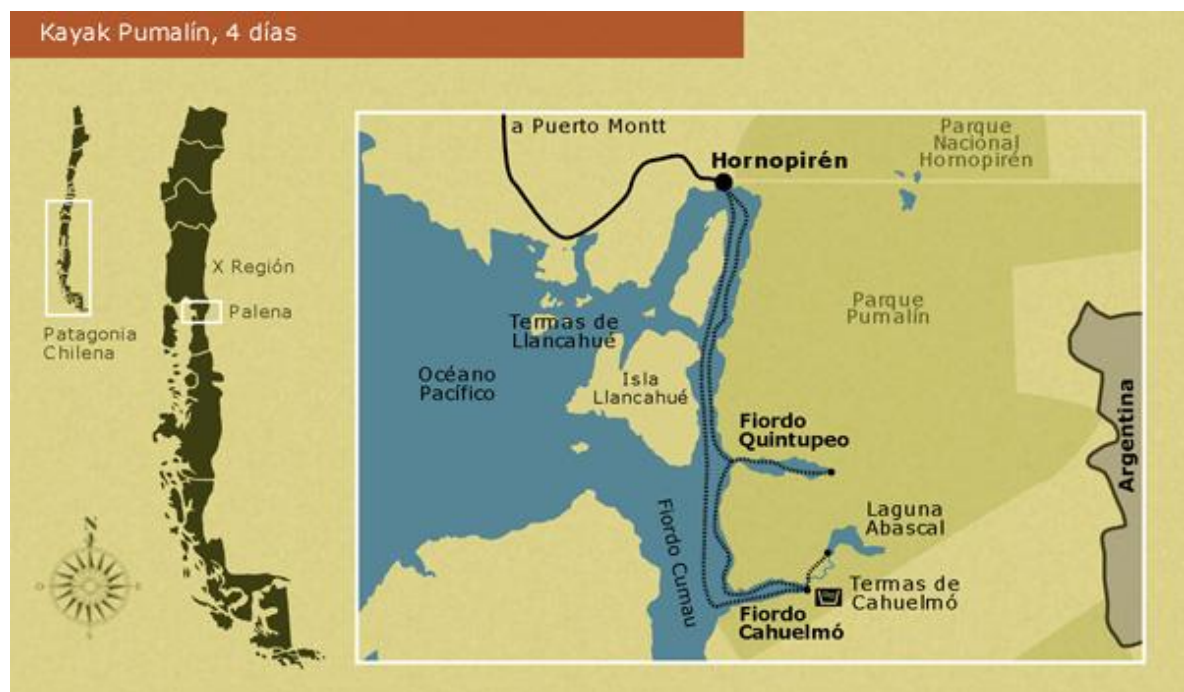 Kayak Pumalín, 4 días
X Región
Palena
Patagonia
Chilena
N
a Puerto Montt
Hornopirén
Parque
Nacional
Hornopirén
Parque
Pumalín
Termas de
Llancahué
Océano
Pacífico
Isla
Llancahué
Fiordo
Quintupeo
Argentina
Laguna
Abascal
Fiordo Cumau
Termas de
Cahuelmó
Fiordo
Cahuelmó